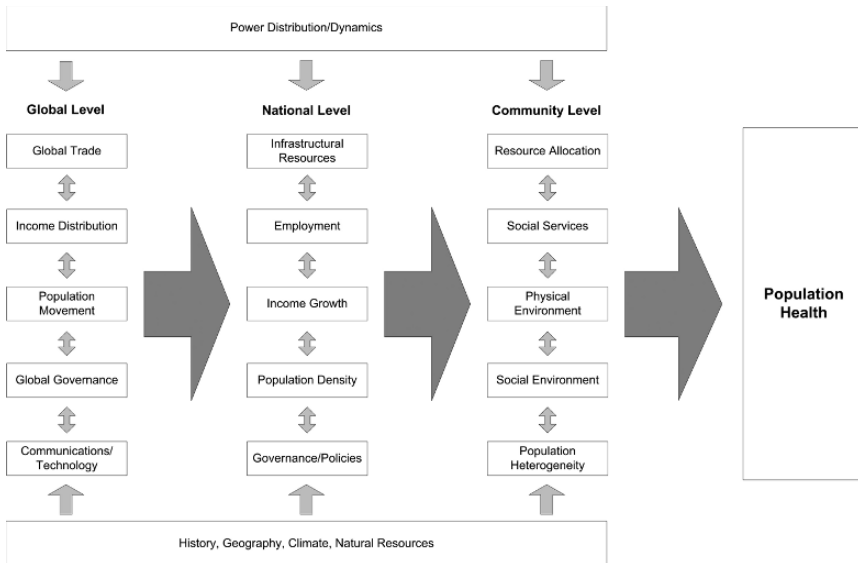 Power Distribution/Dynamics
Global Level
National Level
Community Level
Global Trade
Infrastructural
Resources
Resource Allocation
Income Distribution
Employment
Social Services
Population
Movement
Income Growth
Physical
Environment
Population
Health
Global Governance
Population Density
Social Environment
Communications/
Technology
Governance/Policies
Population
Heterogeneity
History, Geography, Climate, Natural Resources